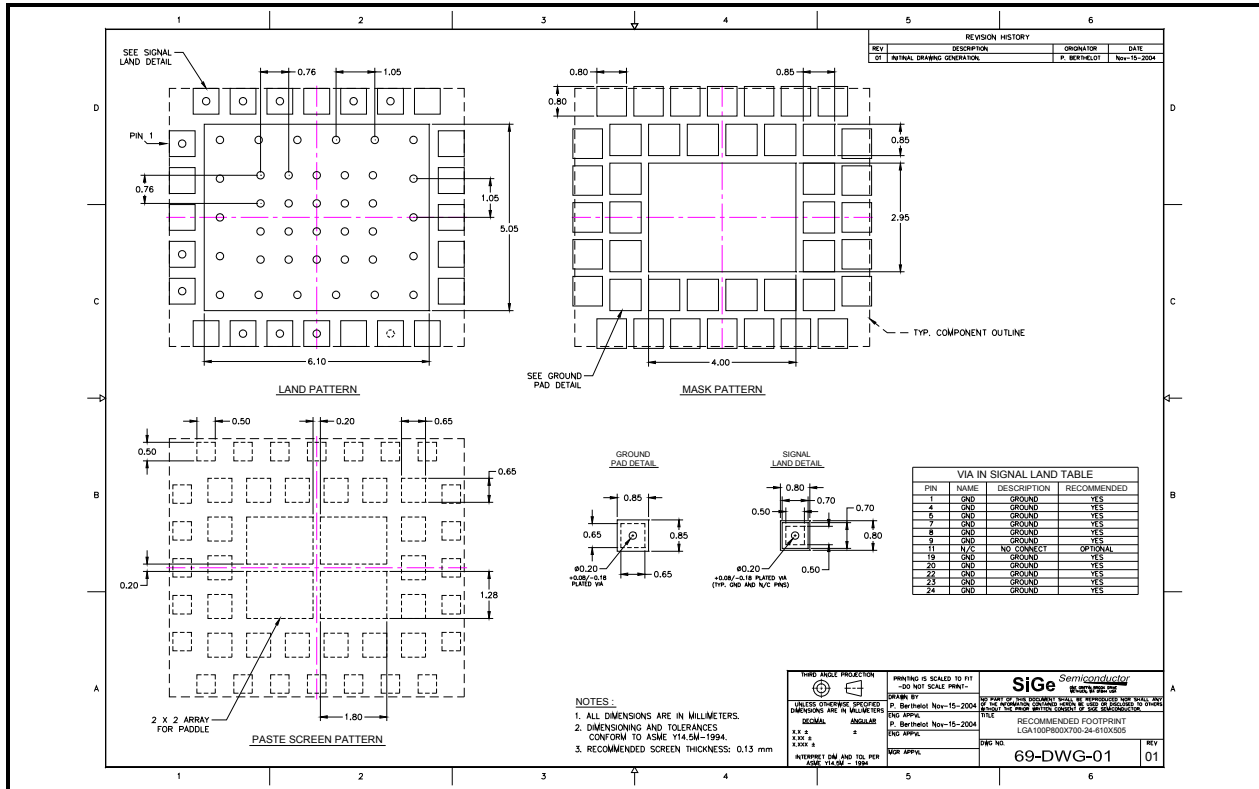 1 2 3 4 5 6
REVISION HISTORY
REV DESCRIPTION ORIGINATOR DATE
01 INITIAL DRAWING GENERATION. P. BERTHELOT Nov-15-2004
D
C
B
A
D
C
B
A
SEE SIGNAL
LAND DETAIL
0.76
1.05
PIN 1
0.76
1.05
5.05
6.10
LAND PATTERN
0.80
0.85
0.80
0.85
2.95
4.00
TYP. COMPONENT OUTLINE
SEE GROUND
PAD DETAIL
MASK PATTERN
0.50
0.20
0.65
0.50
0.65
0.20
1.28
1.80
2 X 2 ARRAY
FOR PADDLE
PASTE SCREEN PATTERN
GROUND
PAD DETAIL
0.85
0.65
0.85
ø0.20
+0.08/-0.18
PLATED VIA
0.65
SIGNAL
LAND DETAIL
0.80
0.70
0.50
0.70
0.80
ø0.20
0.50
+0.08/-0.18 PLATED VIA
(TYP. GND AND N/C PINS)
VIA IN SIGNAL LAND TABLE
PIN NAME DESCRIPTION RECOMMENDED
1 GND GROUND YES
4 GND GROUND YES
5 GND GROUND YES
7 GND GROUND YES
8 GND GROUND YES
9 GND GROUND YES
11 N/C NO CONNECT OPTIONAL
19 GND GROUND YES
20 GND GROUND YES
22 GND GROUND YES
23 GND GROUND YES
24 GND GROUND YES
NOTES :
1. ALL DIMENSIONS ARE IN MILLIMETERS.
2. DIMENSIONING AND TOLERANCES
CONFORM TO ASME Y14.5M-1994.
3. RECOMMENDED SCREEN THICKNESS: 0.13 mm
THIRD ANGLE PROJECTION
UNLESS OTHERWISE SPECIFIED
DIMENSIONS ARE IN MILLIMETERS
DECIMAL ANGULAR
X.X ± ±
X.XX ±
X.XXX ±
INTERPRET DIM AND TOL PER
ASME Y14.5M - 1994
PRINTING IS SCALED TO FIT
-DO NOT SCALE PRINT-
DRAWN BY
P. Berthelot Nov-15-2004
ENG APPVL
P. Berthelot Nov-15-2004
ENG APPVL
MGR APPVL
SiGe Semiconductor
NO PART OF THIS DOCUMENT SHALL BE REPRODUCED NOR SHALL ANY
OF THE INFORMATION CONTAINED HEREIN BE USED OR DISCLOSED TO OTHERS
WITHOUT THE PRIOR WRITTEN CONSENT OF SIGE SEMICONDUCTOR.
TITLE
RECOMMENDED FOOTPRINT
LGA100P800X700-24-610X505
DWG NO.
69-DWG-01
REV
01
1 2 3 4 5 6